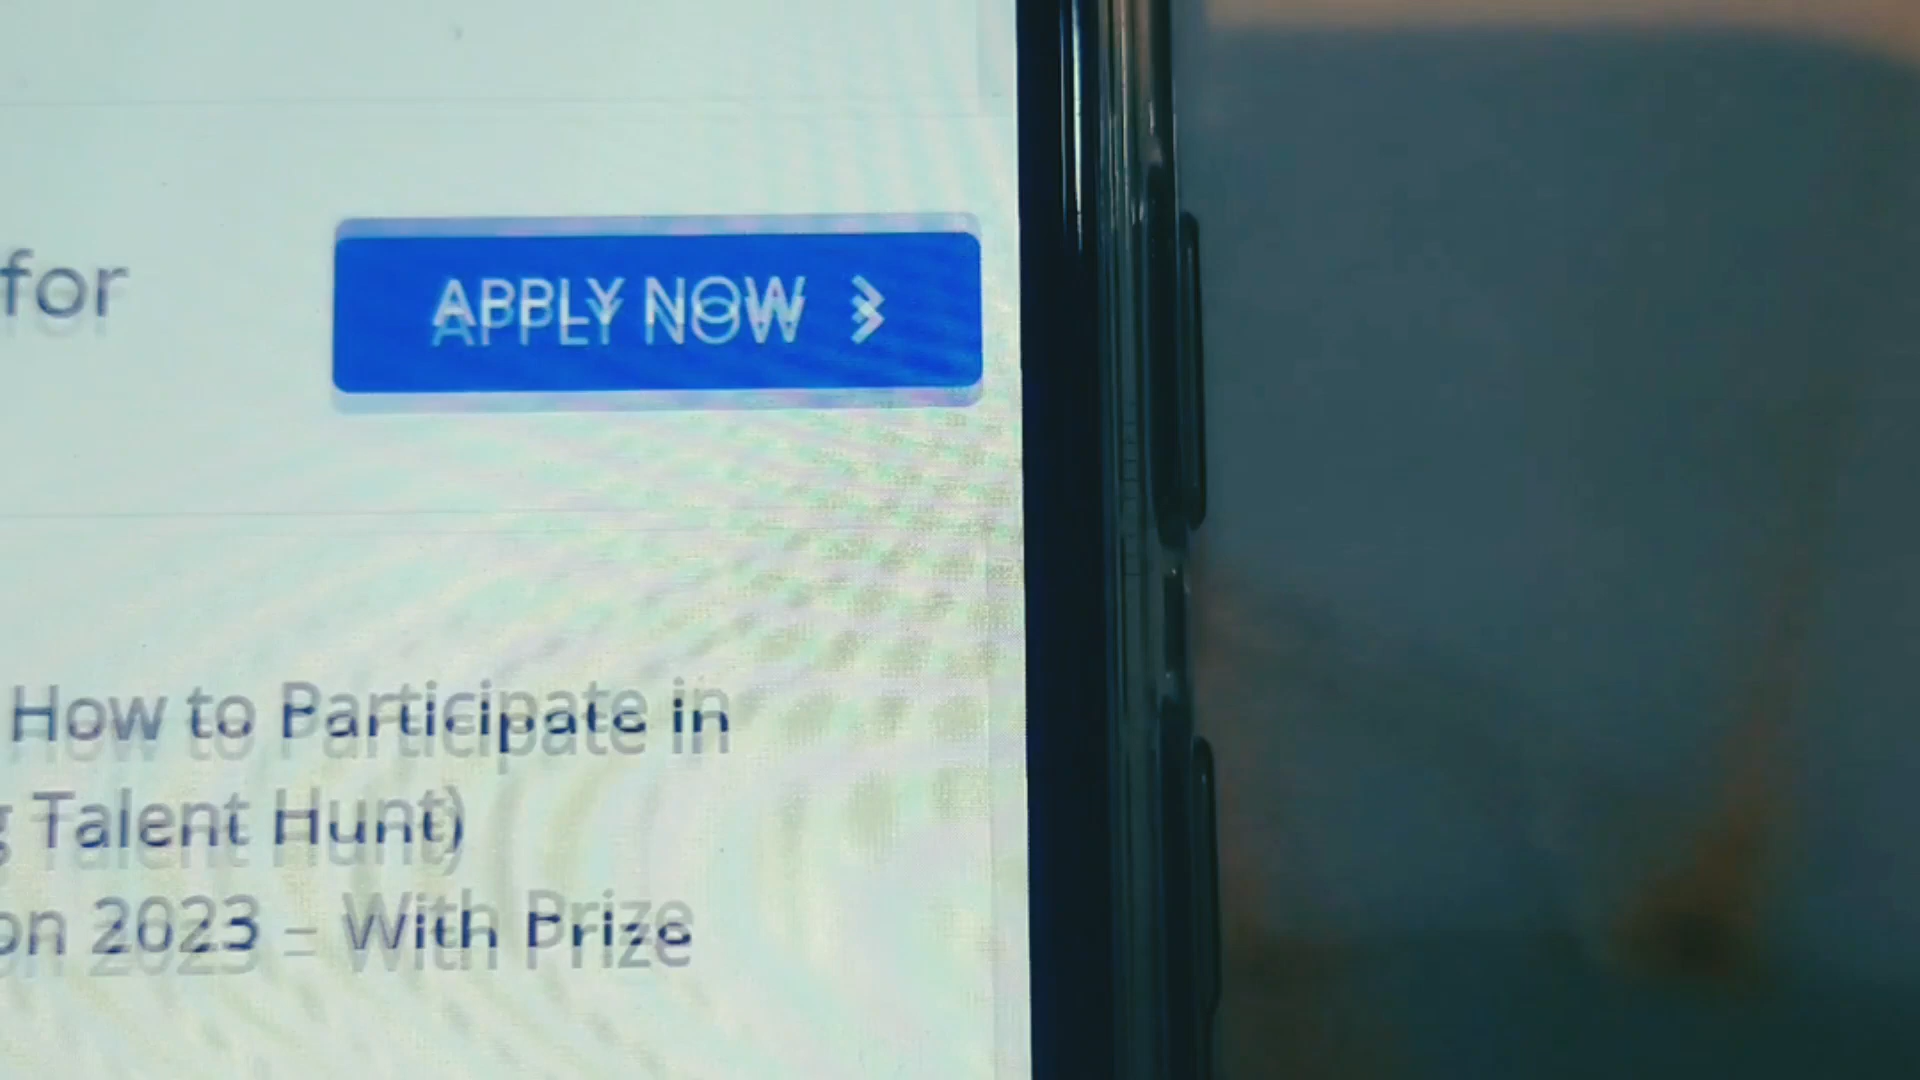 for
APPLY NOW
How to Participate in
Talent Hunt)
on 2023 – With Prize